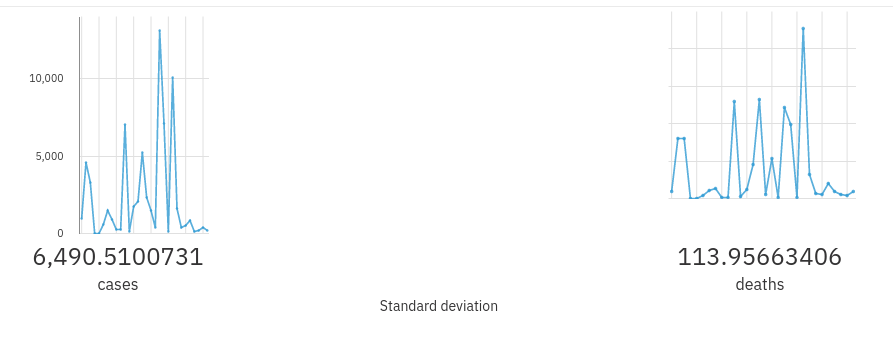 10,000
5,000
0
6,490.5100731
cases
113.95663406
deaths
Standard deviation